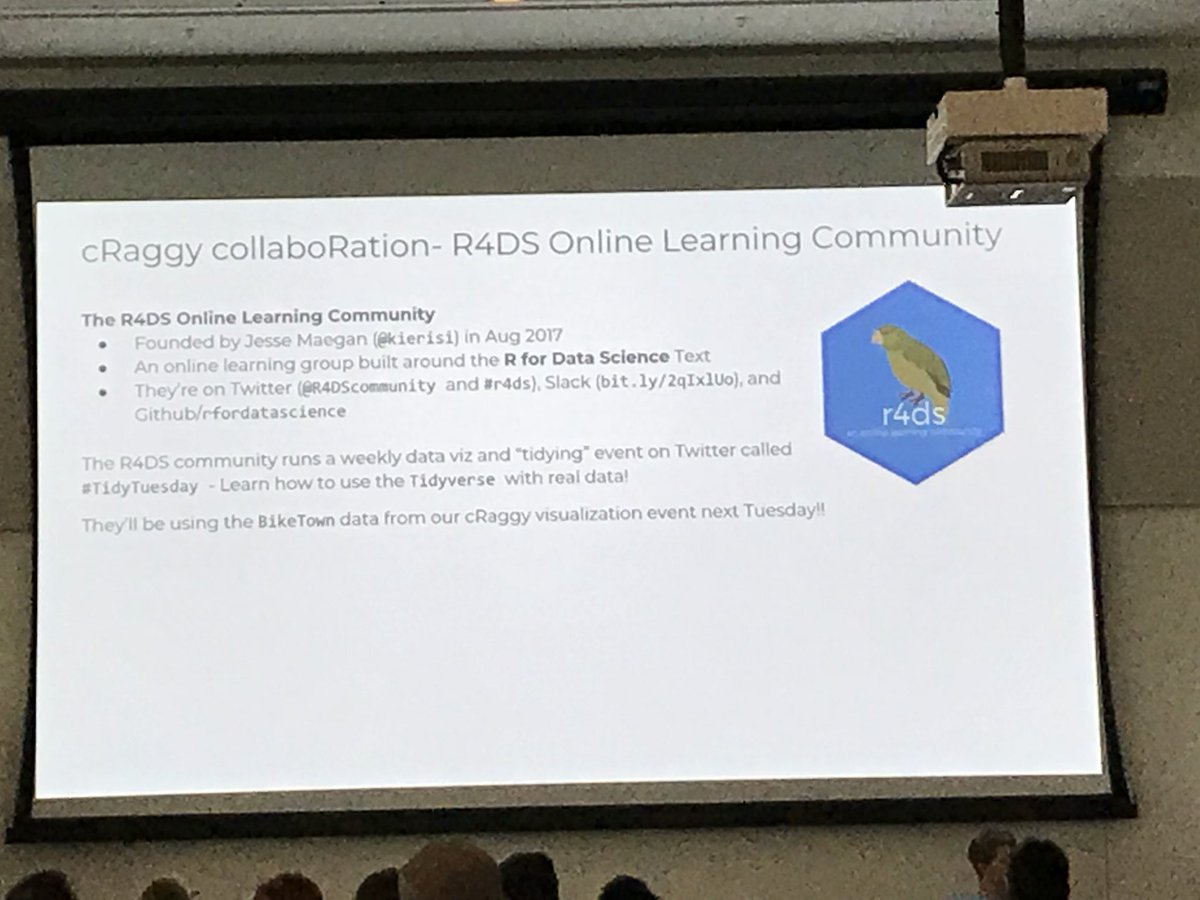 cRaggy collaboRation- R4DS Online Learning Community
The R4DS Online Learning Community
• Founded by Jesse Maegan (@kierisi) in Aug 2017
• An online learning group built around the R for Data Science Text
• They're on Twitter (@R4DScommunity and #r4ds), Slack (bit.ly/2qIxlUo), and
Github/rfordatascience
r4ds
an online learning community
The R4DS community runs a weekly data viz and "tidying" event on Twitter called
#TidyTuesday - Learn how to use the Tidyverse with real data!
They'll be using the BikeTown data from our cRaggy visualization event next Tuesday!!